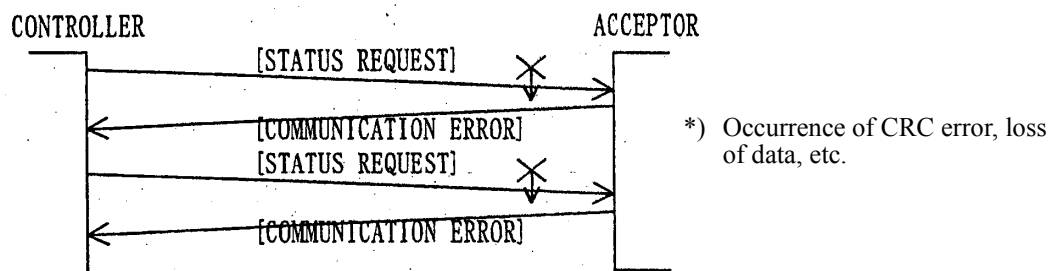 CONTROLLER ACCEPTOR
[STATUS REQUEST]
[COMMUNICATION ERROR]
*) Occurrence of CRC error, loss
of data, etc.
[STATUS REQUEST]
[COMMUNICATION ERROR]